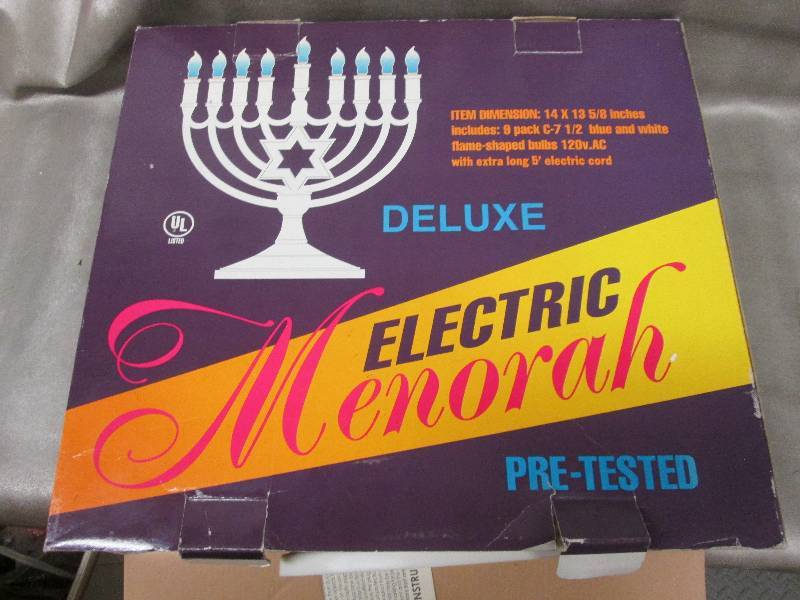 ITEM DIMENSION: 14 X 13 5/8 Inches
includes: 9 pack C-7 1/2 blue and white
flame-shaped bulbs 120v.AC
with extra long 5' electric cord
UL
LISTED
DELUXE
ELECTRIC
Menorah
PRE-TESTED